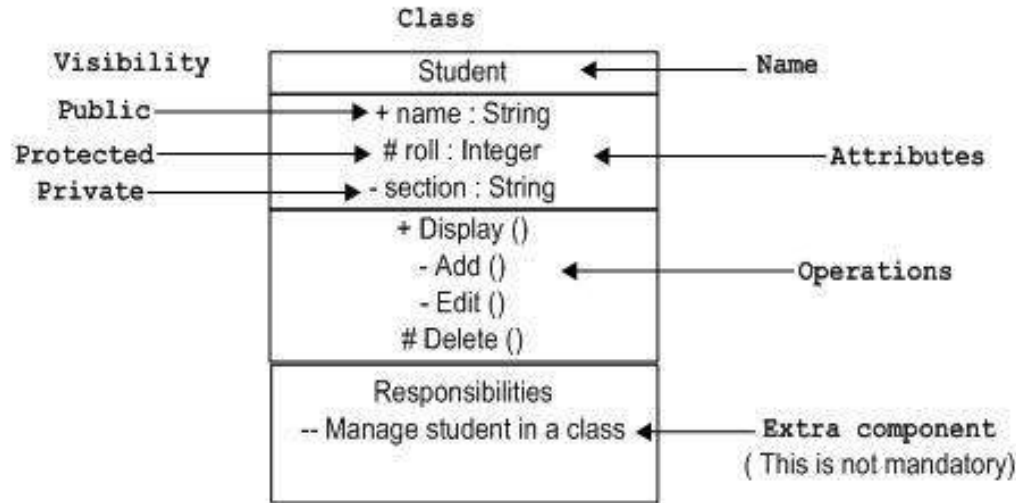 Class
Visibility
Student
Name
Public
+ name : String
Protected
# roll : Integer
Attributes
Private
- section : String
+ Display ()
- Add ()
Operations
- Edit ()
# Delete ()
Responsibilities
-- Manage student in a class
Extra component
( This is not mandatory)